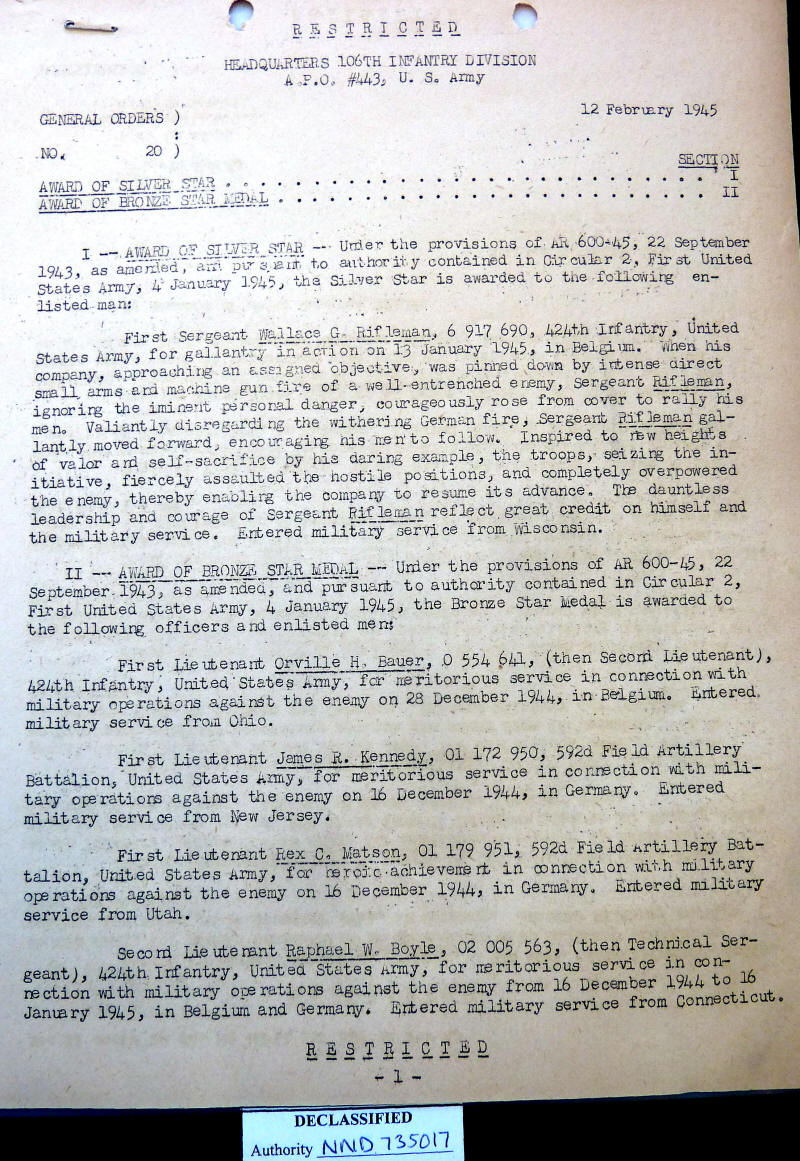 RESTRICTED
HEADQUARTERS 106TH INFANTRY DIVISION
A.P.O. #443, U. S. Army
12 February 1945
GENERAL ORDERS )
:
NO. 20 )
SECTION
AWARD OF SILVER STAR . . . . . . . . . . . . . . . . . . . . . . . . . . . . . . I
AWARD OF BRONZE STAR MEDAL . . . . . . . . . . . . . . . . . . . . . . . . . . . II
I -- AWARD OF SILVER STAR -- Under the provisions of AR 600-45, 22 September
1943, as amended, and pursuant to authority contained in Circular 2, First United
States Army, 4 January 1945, the Silver Star is awarded to the following en-
listed man:
First Sergeant Wallace G. Rifleman, 6 917 690, 424th Infantry, United
States Army, for gallantry in action on 13 January 1945, in Belgium. When his
company, approaching an assigned objective, was pinned down by intense direct
small arms and machine gun fire of a well-entrenched enemy, Sergeant Rifleman,
ignoring the iminent personal danger, courageously rose from cover to rally his
men. Valiantly disregarding the withering German fire, Sergeant Rifleman gal-
lantly moved forward, encouraging his men to follow. Inspired to new heights
of valor and self-sacrifice by his daring example, the troops, seizing the in-
itiative, fiercely assaulted the hostile positions, and completely overpowered
the enemy, thereby enabling the company to resume its advance. The dauntless
leadership and courage of Sergeant Rifleman reflect great credit on himself and
the military service. Entered military service from Wisconsin.
II -- AWARD OF BRONZE STAR MEDAL -- Under the provisions of AR 600-45, 22
September 1943, as amended, and pursuant to authority contained in Circular 2,
First United States Army, 4 January 1945, the Bronze Star Medal is awarded to
the following officers and enlisted men:
First Lieutenant Orville H. Bauer, O 554 641, (then Second Lieutenant),
424th Infantry, United States Army, for meritorious service in connection with
military operations against the enemy on 28 December 1944, in Belgium. Entered
military service from Ohio.
First Lieutenant James R. Kennedy, O1 172 950, 592d Field Artillery
Battalion, United States Army, for meritorious service in connection with mili-
tary operations against the enemy on 16 December 1944, in Germany. Entered
military service from New Jersey.
First Lieutenant Rex C. Matson, O1 179 951, 592d Field Artillery Bat-
talion, United States Army, for heroic achievement in connection with military
operations against the enemy on 16 December 1944, in Germany. Entered military
service from Utah.
Second Lieutenant Raphael W. Boyle, O2 005 563, (then Technical Ser-
geant), 424th Infantry, United States Army, for meritorious service in con-
nection with military operations against the enemy from 16 December 1944 to 16
January 1945, in Belgium and Germany. Entered military service from Connecticut.
RESTRICTED
- 1 -
DECLASSIFIED
Authority NND 735017